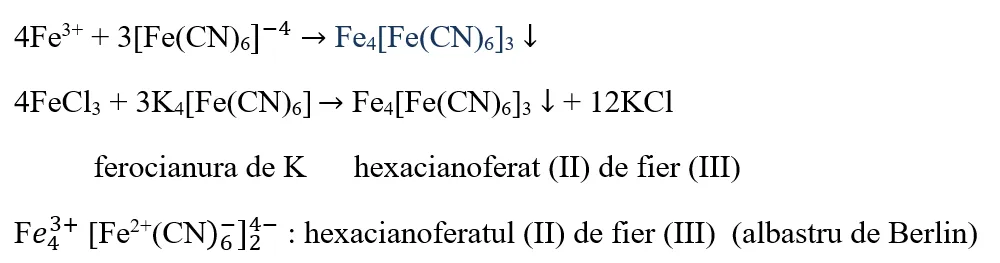 4Fe³⁺ + 3[Fe(CN)₆]⁻⁴ → Fe₄[Fe(CN)₆]₃ ↓
4FeCl₃ + 3K₄[Fe(CN)₆] → Fe₄[Fe(CN)₆]₃ ↓ + 12KCl
ferocianura de K hexacianoferat (II) de fier (III)
Fe₄³⁺ [Fe²⁺(CN)₆⁻]₂⁴⁻ : hexacianoferatul (II) de fier (III) (albastru de Berlin)